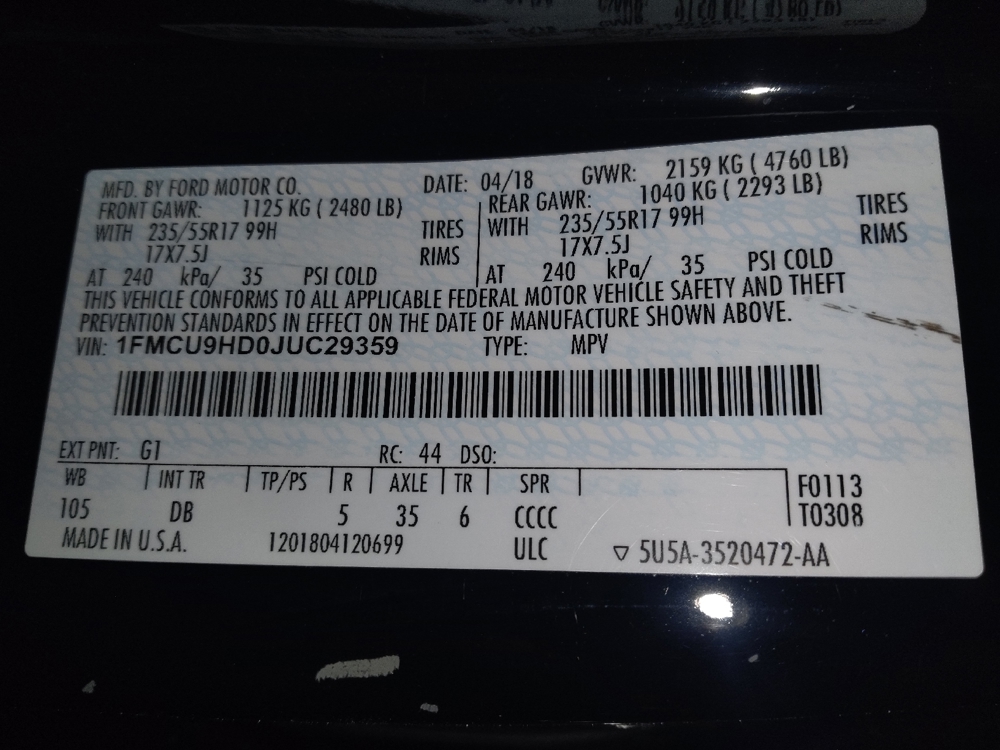 MFD. BY FORD MOTOR CO. DATE: 04/18 GVWR: 2159 KG ( 4760 LB)
FRONT GAWR: 1125 KG ( 2480 LB) REAR GAWR: 1040 KG ( 2293 LB)
WITH 235/55R17 99H TIRES WITH 235/55R17 99H TIRES
17X7.5J RIMS 17X7.5J RIMS
AT 240 kPa/ 35 PSI COLD AT 240 kPa/ 35 PSI COLD
THIS VEHICLE CONFORMS TO ALL APPLICABLE FEDERAL MOTOR VEHICLE SAFETY AND THEFT
PREVENTION STANDARDS IN EFFECT ON THE DATE OF MANUFACTURE SHOWN ABOVE.
VIN: 1FMCU9HD0JUC29359 TYPE: MPV
EXT PNT: G1 RC: 44 DSO:
WB INT TR TP/PS R AXLE TR SPR F0113
105 DB 5 35 6 CCCC T0308
MADE IN U.S.A. 1201804120699 ULC ▽ 5U5A-3520472-AA